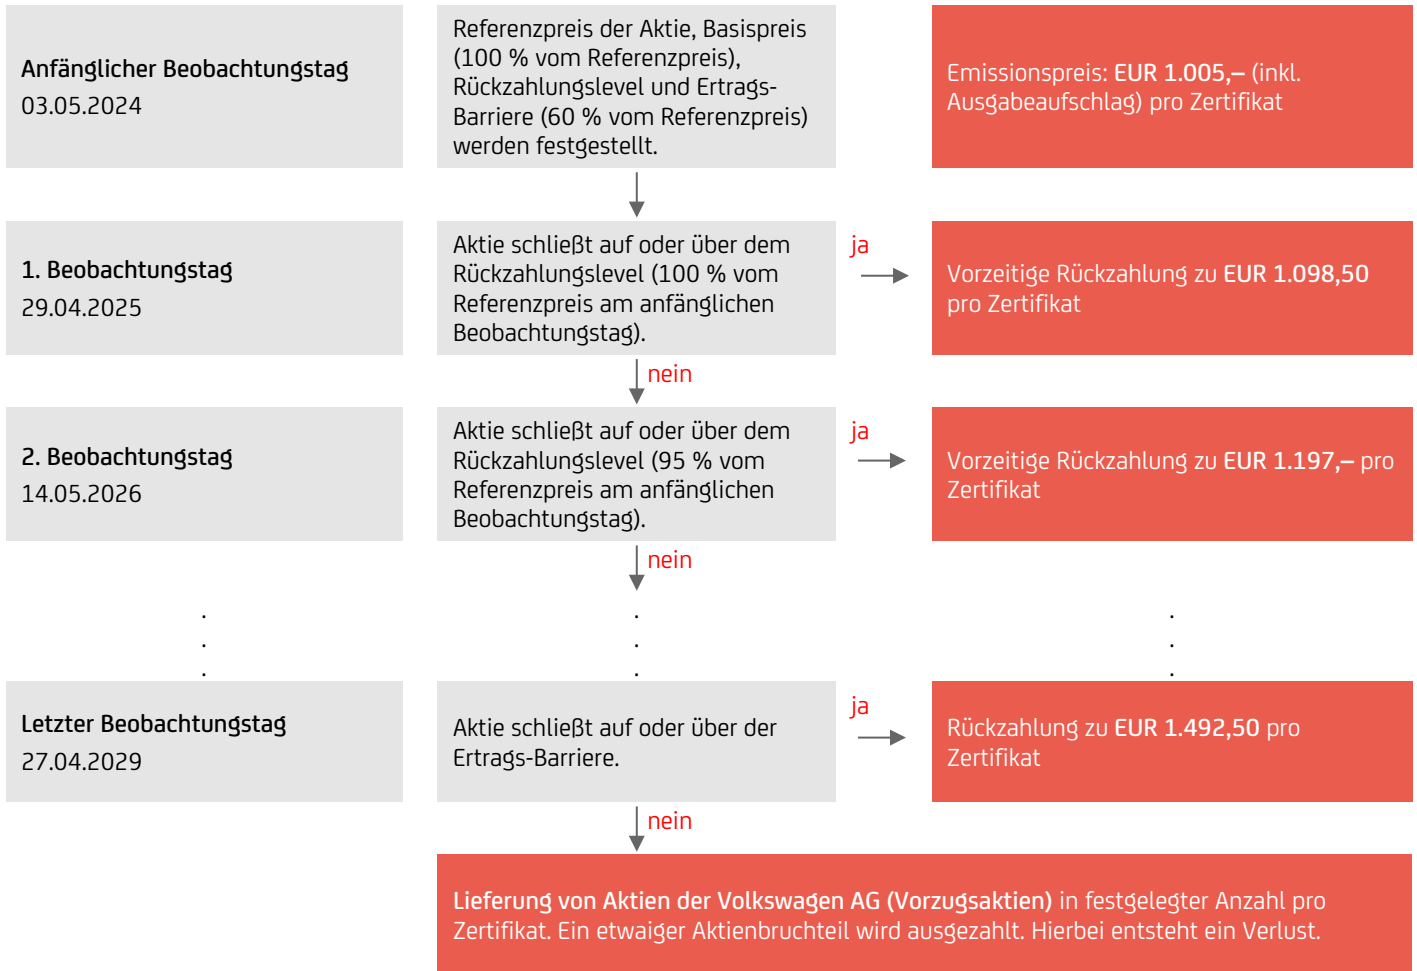 Anfänglicher Beobachtungstag
03.05.2024
Referenzpreis der Aktie, Basispreis
(100 % vom Referenzpreis),
Rückzahlungslevel und Ertrags-
Barriere (60 % vom Referenzpreis)
werden festgestellt.
Emissionspreis: EUR 1.005,– (inkl.
Ausgabeaufschlag) pro Zertifikat
1. Beobachtungstag
29.04.2025
Aktie schließt auf oder über dem
Rückzahlungslevel (100 % vom
Referenzpreis am anfänglichen
Beobachtungstag).
ja
Vorzeitige Rückzahlung zu EUR 1.098,50
pro Zertifikat
nein
2. Beobachtungstag
14.05.2026
Aktie schließt auf oder über dem
Rückzahlungslevel (95 % vom
Referenzpreis am anfänglichen
Beobachtungstag).
ja
Vorzeitige Rückzahlung zu EUR 1.197,– pro
Zertifikat
nein
. . .
. . .
. . .
Letzter Beobachtungstag
27.04.2029
Aktie schließt auf oder über der
Ertrags-Barriere.
ja
Rückzahlung zu EUR 1.492,50 pro
Zertifikat
nein
Lieferung von Aktien der Volkswagen AG (Vorzugsaktien) in festgelegter Anzahl pro
Zertifikat. Ein etwaiger Aktienbruchteil wird ausgezahlt. Hierbei entsteht ein Verlust.